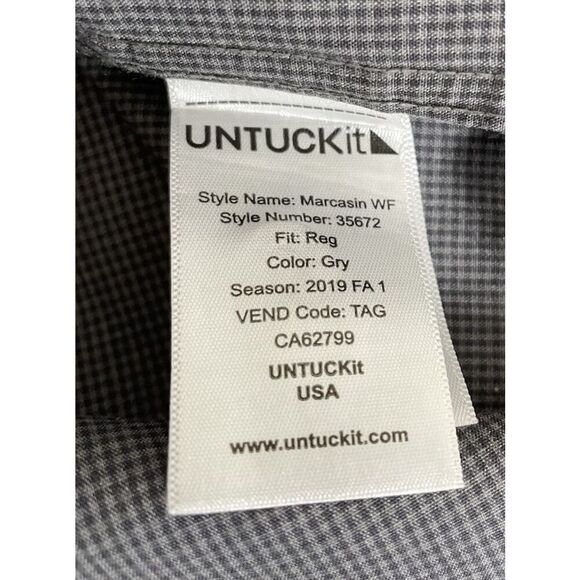 UNTUCKit
Style Name: Marcasin WF
Style Number: 35672
Fit: Reg
Color: Gry
Season: 2019 FA 1
VEND Code: TAG
CA62799
UNTUCKit
USA
www.untuckit.com